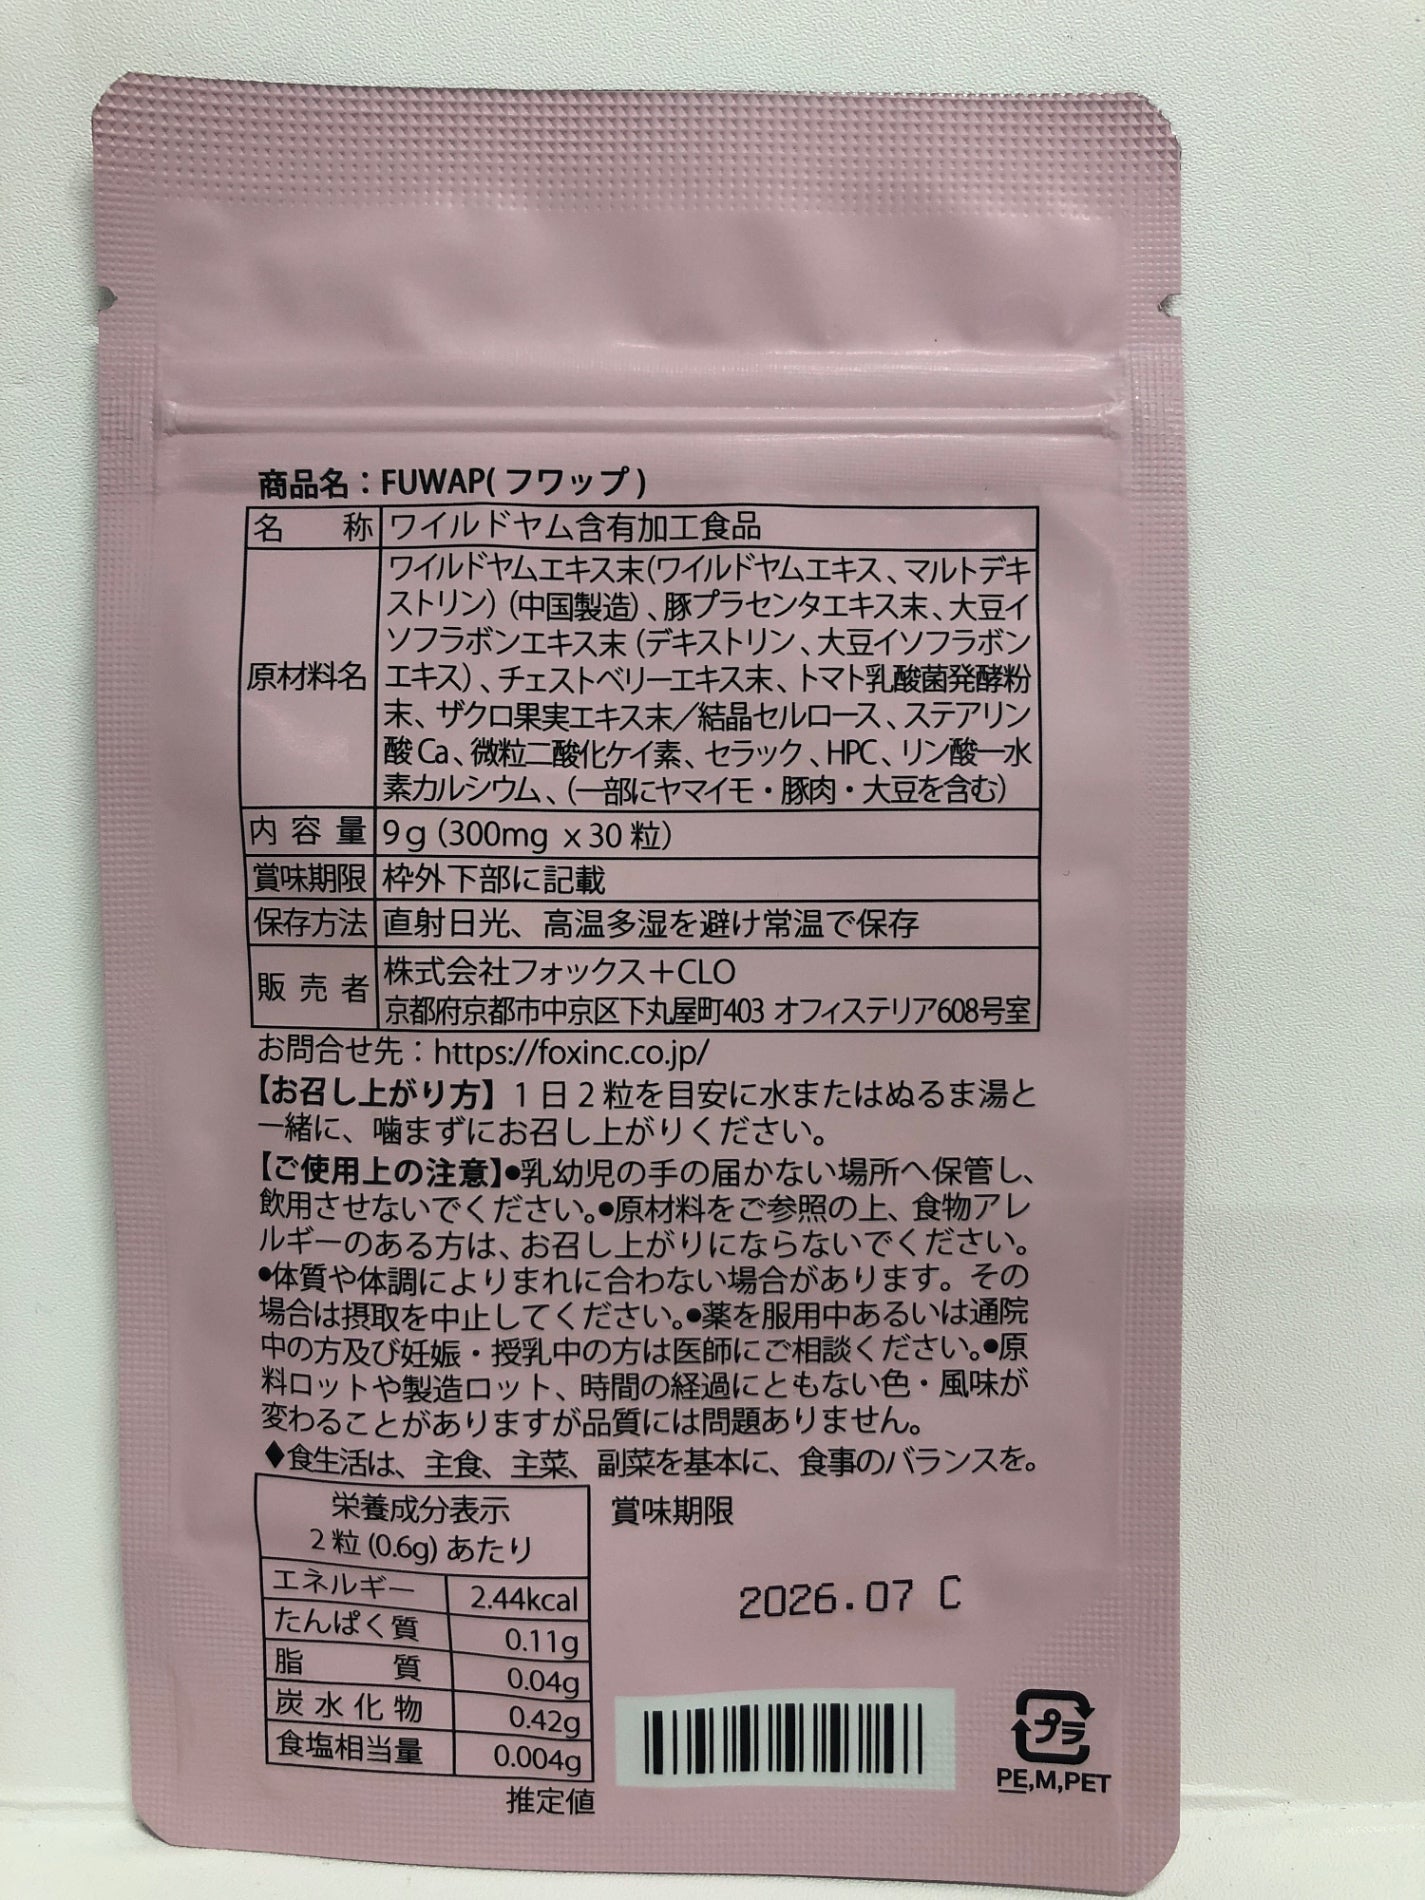 商品名：FUWAP(フワップ)
名　称 ワイルドヤム含有加工食品
原材料名 ワイルドヤムエキス末(ワイルドヤムエキス、マルトデキ
ストリン)(中国製造)、豚プラセンタエキス末、大豆イ
ソフラボンエキス末(デキストリン、大豆イソフラボン
エキス)、チェストベリーエキス末、トマト乳酸菌発酵粉
末、ザクロ果実エキス末／結晶セルロース、ステアリン
酸Ca、微粒二酸化ケイ素、セラック、HPC、リン酸一水
素カルシウム、(一部にヤマイモ・豚肉・大豆を含む)
内容量 9g(300mg x 30粒)
賞味期限 枠外下部に記載
保存方法 直射日光、高温多湿を避け常温で保存
販売者 株式会社フォックス＋CLO
京都府京都市中京区下丸屋町403 オフィステリア608号室
お問合せ先：https://foxinc.co.jp/
【お召し上がり方】1日2粒を目安に水またはぬるま湯と
一緒に、噛まずにお召し上がりください。
【ご使用上の注意】●乳幼児の手の届かない場所へ保管し、
飲用させないでください。●原材料をご参照の上、食物アレ
ルギーのある方は、お召し上がりにならないでください。
●体質や体調によりまれに合わない場合があります。その
場合は摂取を中止してください。●薬を服用中あるいは通院
中の方及び妊娠・授乳中の方は医師にご相談ください。●原
料ロットや製造ロット、時間の経過にともない色・風味が
変わることがありますが品質には問題ありません。
♦食生活は、主食、主菜、副菜を基本に、食事のバランスを。
栄養成分表示
2粒(0.6g)あたり
エネルギー 2.44kcal
たんぱく質 0.11g
脂　質 0.04g
炭水化物 0.42g
食塩相当量 0.004g
推定値
賞味期限
2026.07 C
プラ
PE,M,PET